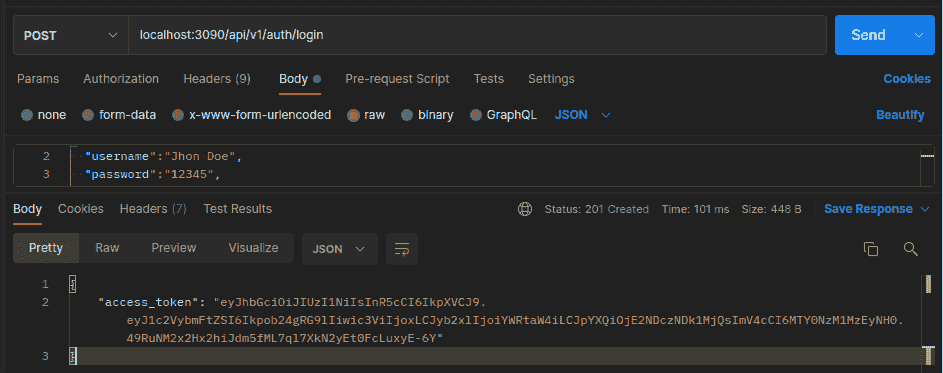 POST localhost:3090/api/v1/auth/login Send
Params Authorization Headers (9) Body Pre-request Script Tests Settings Cookies
none form-data x-www-form-urlencoded raw binary GraphQL JSON Beautify
2 "username":"Jhon Doe",
3 "password":"12345",
Body Cookies Headers (7) Test Results Status: 201 Created Time: 101 ms Size: 448 B Save Response
Pretty Raw Preview Visualize JSON
1 {
2 "access_token": "eyJhbGciOiJIUzI1NiIsInR5cCI6IkpXVCJ9.
eyJ1c2VybmFtZSI6Ikpob24gRG9lIiwic3ViIjoxLCJyb2xlIjoiYWRtaW4iLCJpYXQiOjE2NDczNDk1MjQsImV4cCI6MTY0NzM1MzEyNH0.
49RuNM2x2Hx2hiJdm5fML7ql7XkN2yEt0FcLuxyE-6Y"
3 }